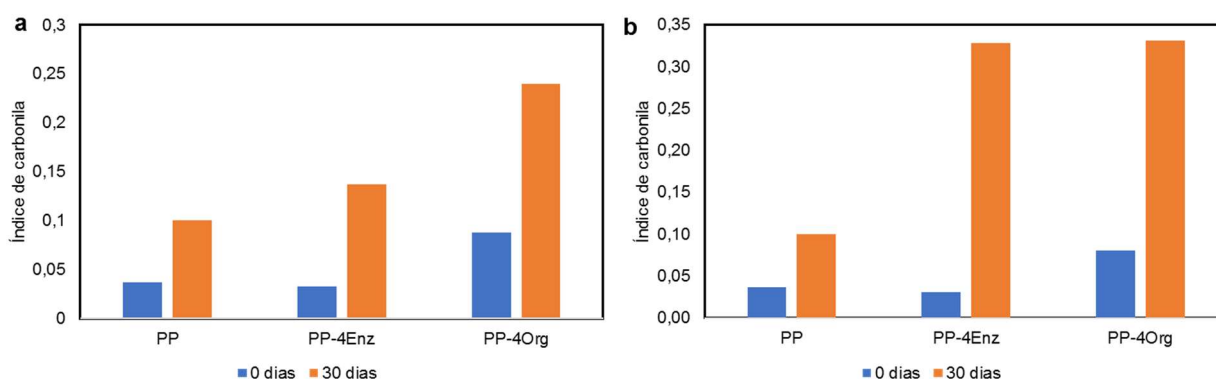 a
Índice de carbonila
0,3
0,25
0,2
0,15
0,1
0,05
0
PP
PP-4Enz
PP-4Org
0 dias
30 dias
b
Índice de carbonila
0,35
0,30
0,25
0,20
0,15
0,10
0,05
0,00
PP
PP-4Enz
PP-4Org
0 dias
30 dias